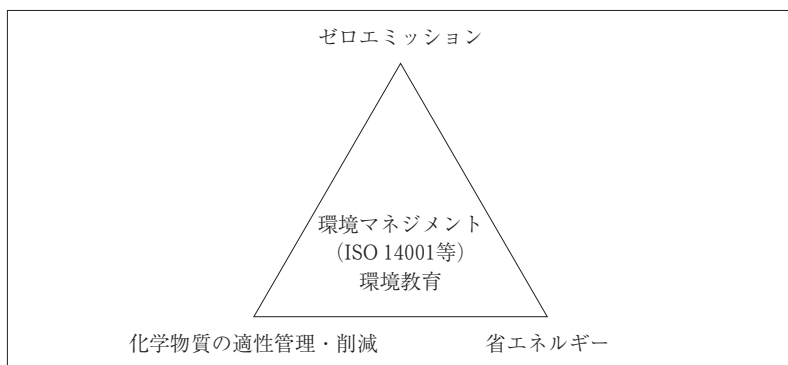 ゼロエミッション
環境マネジメント
（ISO 14001等）
環境教育
化学物質の適性管理・削減
省エネルギー